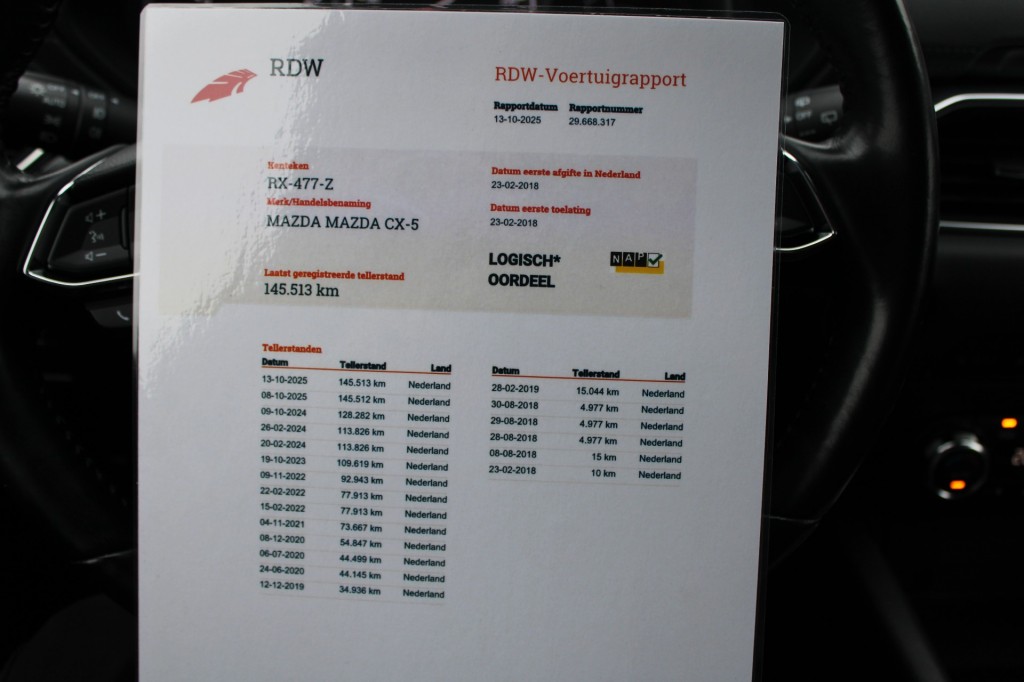 RDW
RDW-Voertuigrapport
Rapportdatum Rapportnummer
13-10-2025 29.668.317
Kenteken
RX-477-Z
Merk/Handelsbenaming
MAZDA MAZDA CX-5
Laatst geregistreerde tellerstand
145.513 km
Datum eerste afgifte in Nederland
23-02-2018
Datum eerste toelating
23-02-2018
LOGISCH*
OORDEEL
NAP
Tellerstanden
Datum Tellerstand Land
13-10-2025 145.513 km Nederland
08-10-2025 145.512 km Nederland
09-10-2024 128.282 km Nederland
26-02-2024 113.826 km Nederland
20-02-2024 113.826 km Nederland
19-10-2023 109.619 km Nederland
09-11-2022 92.943 km Nederland
22-02-2022 77.913 km Nederland
15-02-2022 77.913 km Nederland
04-11-2021 73.667 km Nederland
08-12-2020 54.847 km Nederland
06-07-2020 44.499 km Nederland
24-06-2020 44.145 km Nederland
12-12-2019 34.936 km Nederland
Datum Tellerstand Land
28-02-2019 15.044 km Nederland
30-08-2018 4.977 km Nederland
29-08-2018 4.977 km Nederland
28-08-2018 4.977 km Nederland
08-08-2018 15 km Nederland
23-02-2018 10 km Nederland